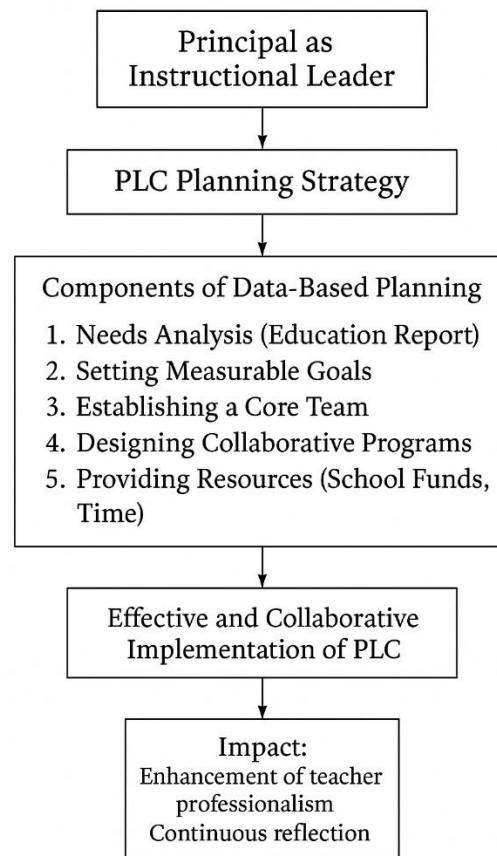 Principal as
Instructional Leader
PLC Planning Strategy
Components of Data-Based Planning
1. Needs Analysis (Education Report)
2. Setting Measurable Goals
3. Establishing a Core Team
4. Designing Collaborative Programs
5. Providing Resources (School Funds,
Time)
Effective and Collaborative
Implementation of PLC
Impact:
Enhancement of teacher
professionalism
Continuous reflection